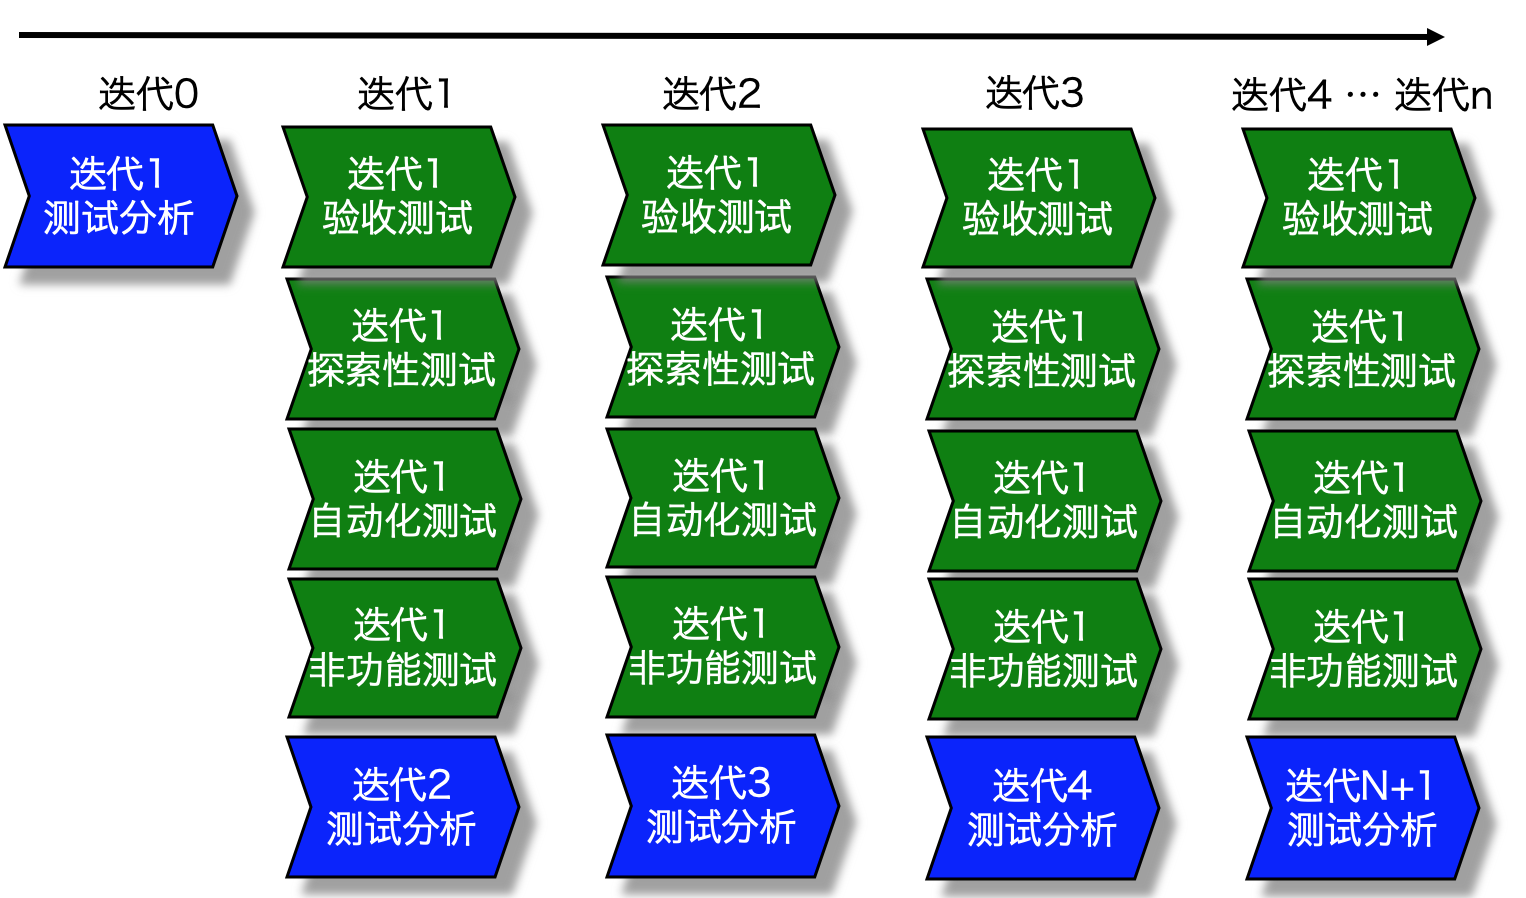 迭代0
迭代1
迭代2
迭代3
迭代4 … 迭代n
迭代1
测试分析
迭代1
验收测试
迭代1
验收测试
迭代1
验收测试
迭代1
验收测试
迭代1
探索性测试
迭代1
探索性测试
迭代1
探索性测试
迭代1
探索性测试
迭代1
自动化测试
迭代1
自动化测试
迭代1
自动化测试
迭代1
自动化测试
迭代1
非功能测试
迭代1
非功能测试
迭代1
非功能测试
迭代1
非功能测试
迭代2
测试分析
迭代3
测试分析
迭代4
测试分析
迭代N+1
测试分析